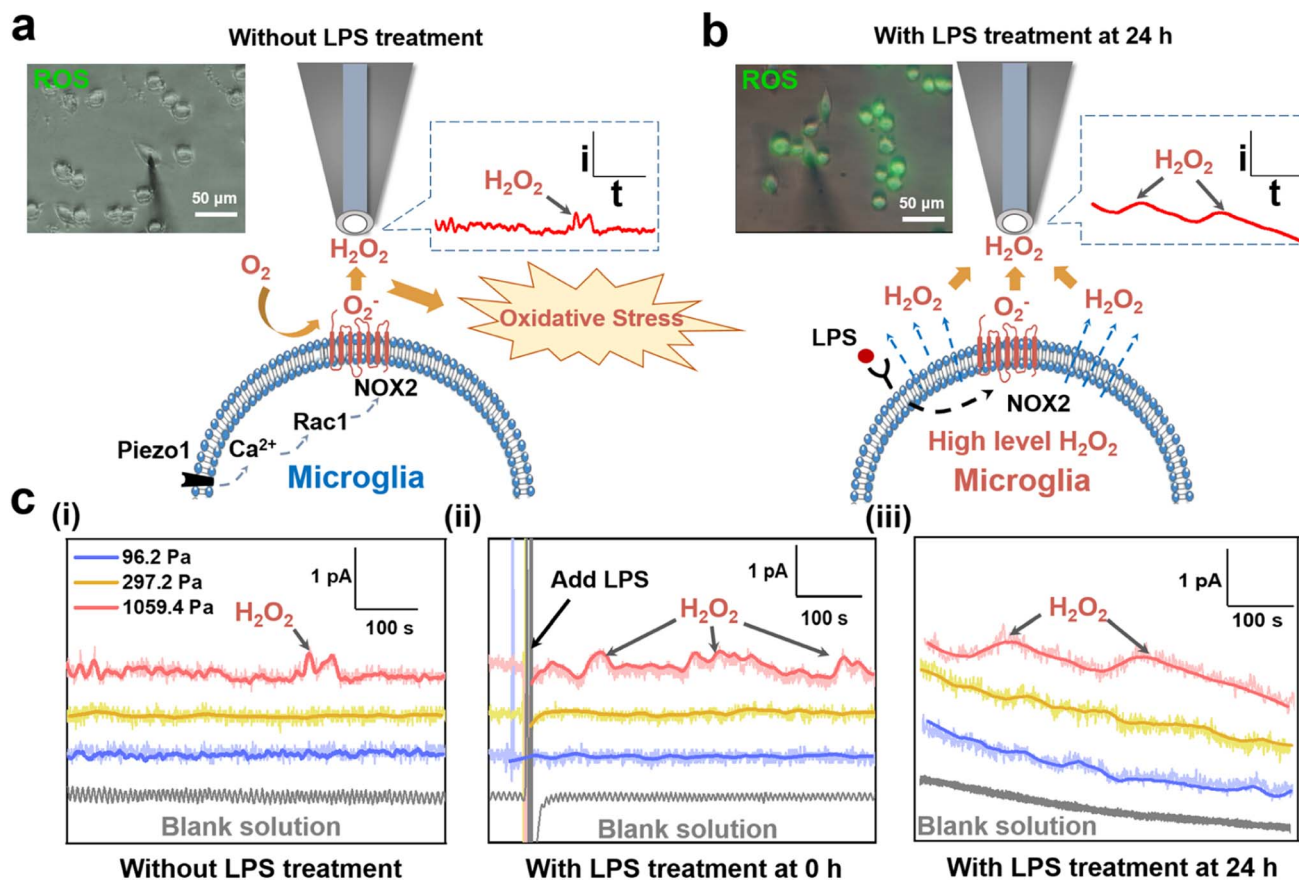 a
Without LPS treatment
ROS
50 µm
i
t
H₂O₂
H₂O₂
O₂
O₂⁻
Oxidative Stress
NOX2
Rac1
Ca²⁺
Piezo1
Microglia
b
With LPS treatment at 24 h
ROS
50 µm
i
t
H₂O₂
H₂O₂
H₂O₂
O₂⁻
H₂O₂
LPS
NOX2
High level H₂O₂
Microglia
c
(i)
96.2 Pa
297.2 Pa
1059.4 Pa
1 pA
100 s
H₂O₂
Blank solution
Without LPS treatment
(ii)
Add LPS
1 pA
100 s
H₂O₂
Blank solution
With LPS treatment at 0 h
(iii)
1 pA
100 s
H₂O₂
Blank solution
With LPS treatment at 24 h